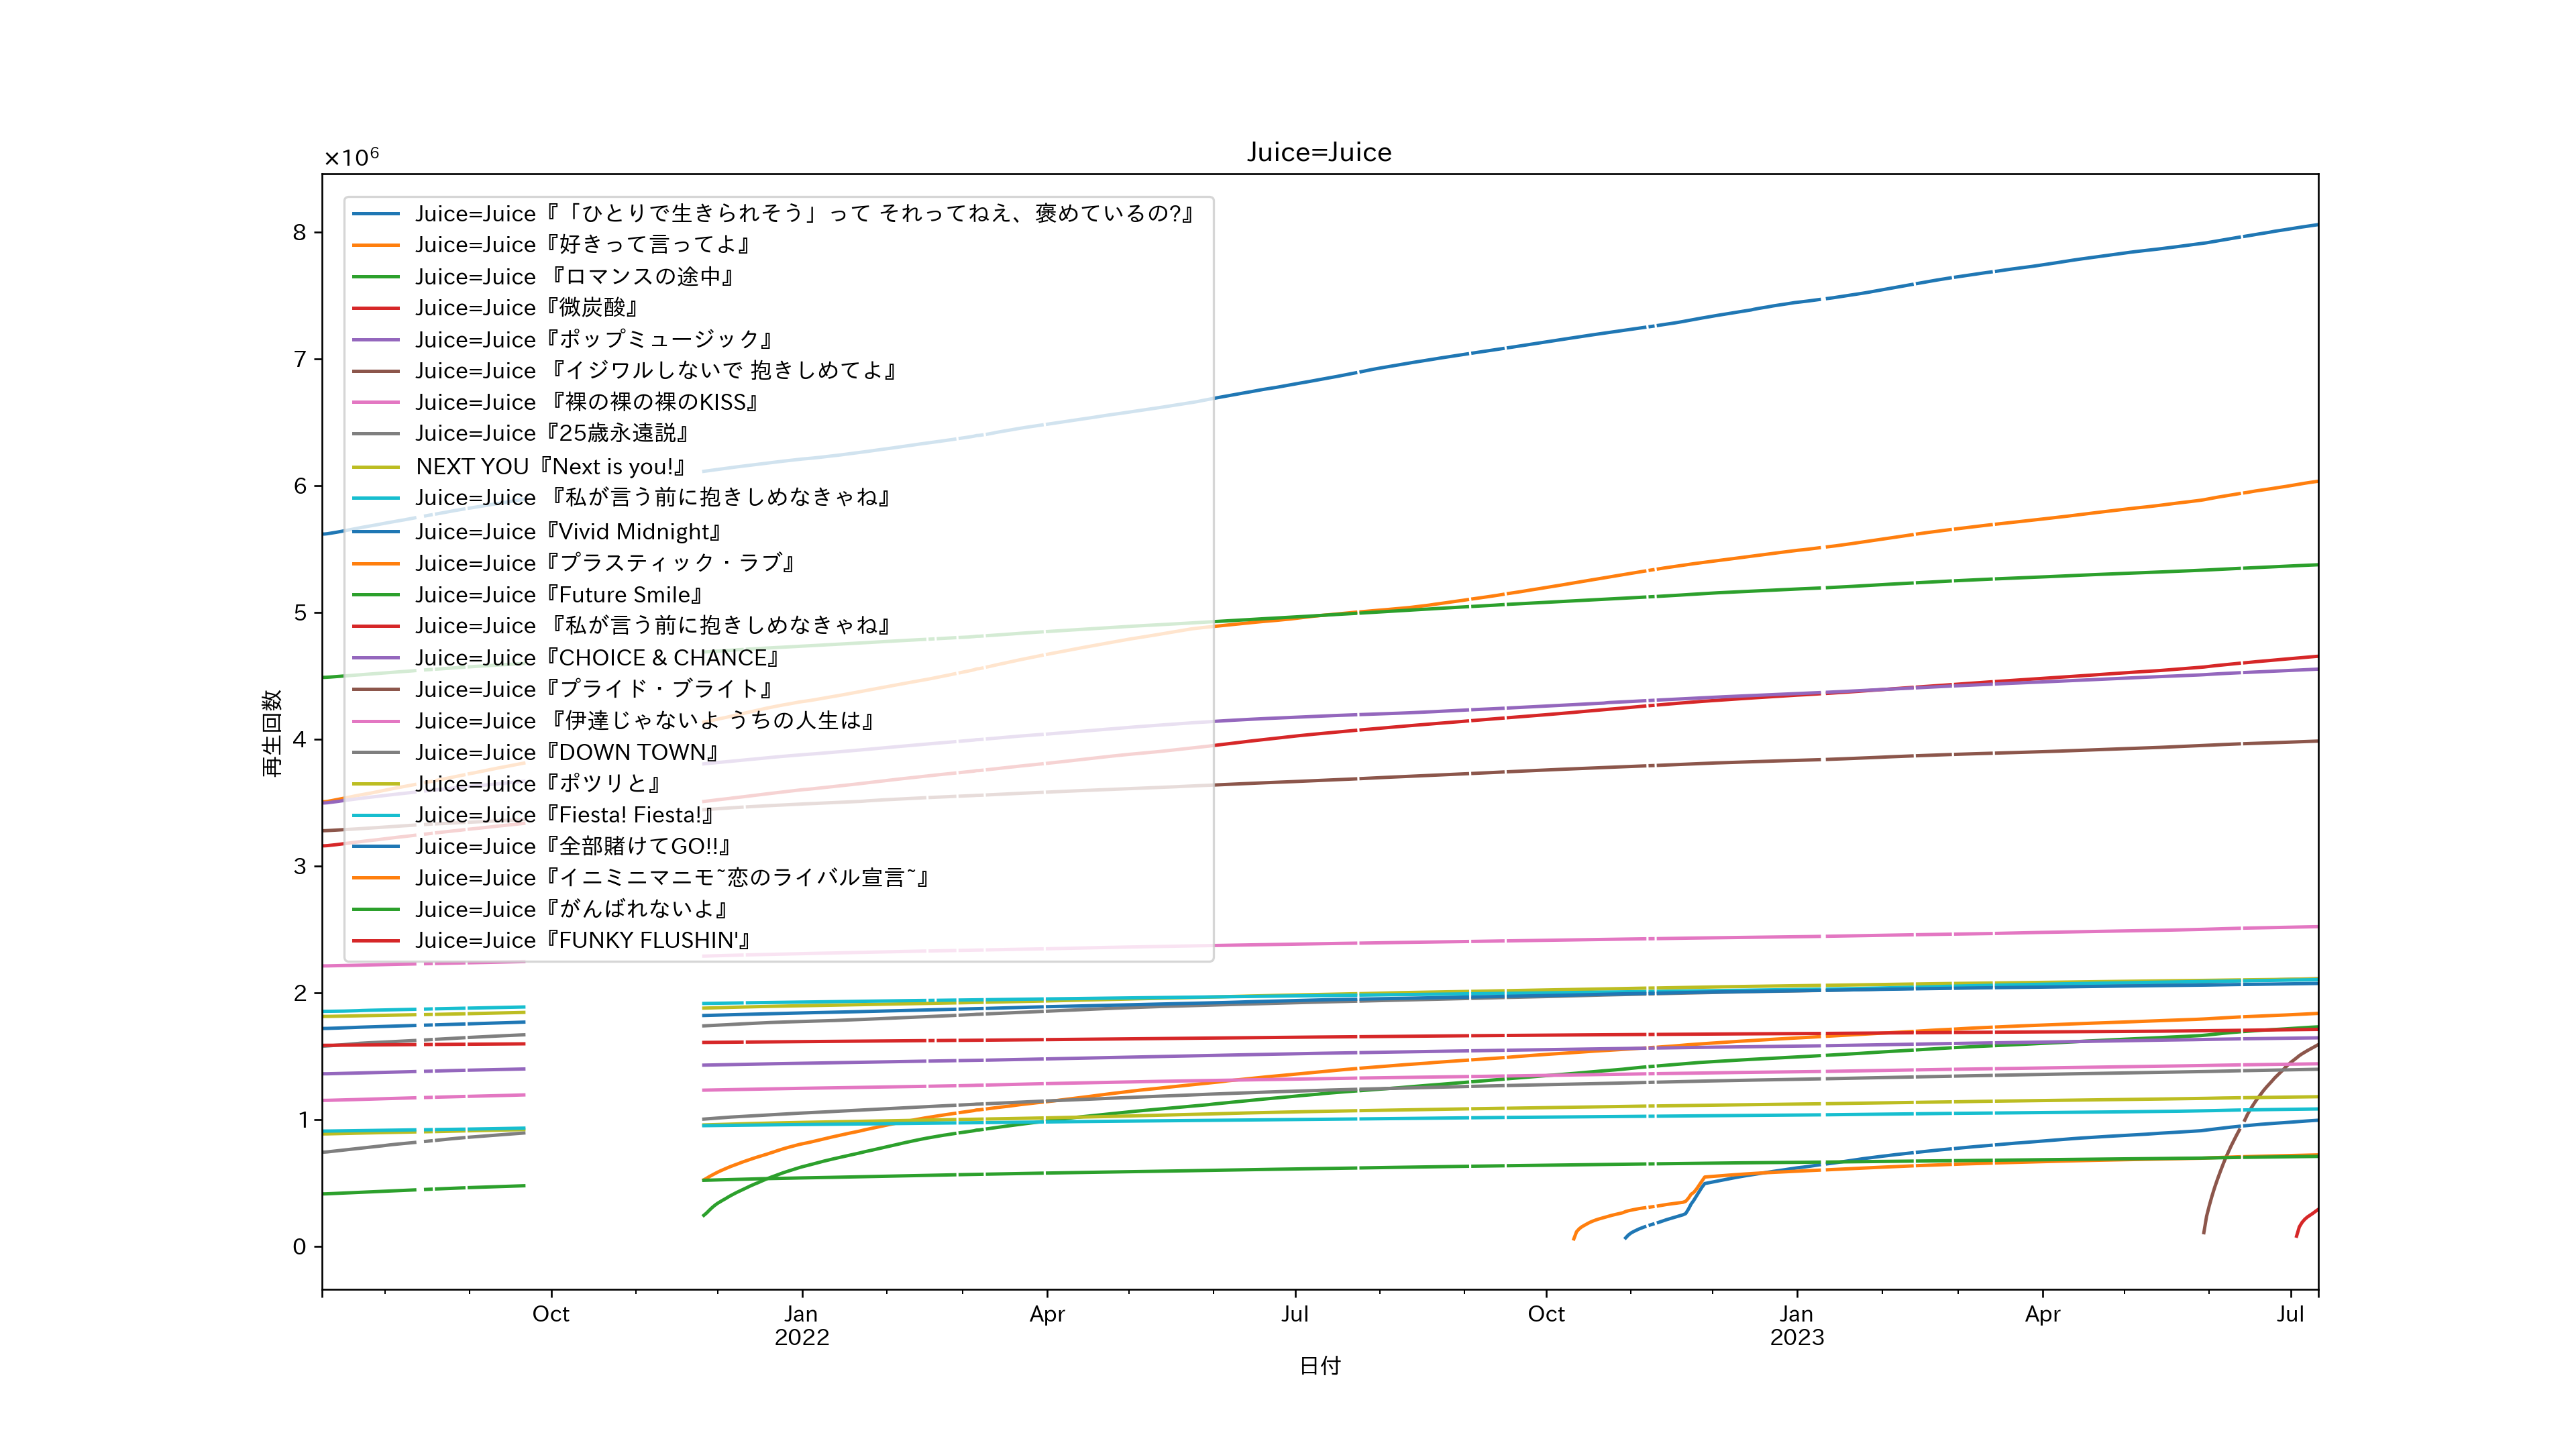 Juice=Juice
×10⁶
Juice=Juice『「ひとりで生きられそう」って それってねえ、褒めているの?』
Juice=Juice『好きって言ってよ』
Juice=Juice 『ロマンスの途中』
Juice=Juice『微炭酸』
Juice=Juice『ポップミュージック』
Juice=Juice 『イジワルしないで 抱きしめてよ』
Juice=Juice 『裸の裸の裸のKISS』
Juice=Juice『25歳永遠説』
NEXT YOU『Next is you!』
Juice=Juice 『私が言う前に抱きしめなきゃね』
Juice=Juice『Vivid Midnight』
Juice=Juice『プラスティック・ラブ』
Juice=Juice『Future Smile』
Juice=Juice 『私が言う前に抱きしめなきゃね』
Juice=Juice『CHOICE & CHANCE』
Juice=Juice『プライド・ブライト』
Juice=Juice 『伊達じゃないよ うちの人生は』
Juice=Juice『DOWN TOWN』
Juice=Juice『ポツリと』
Juice=Juice『Fiesta! Fiesta!』
Juice=Juice『全部賭けてGO!!』
Juice=Juice『イニミニマニモ~恋のライバル宣言~』
Juice=Juice『がんばれないよ』
Juice=Juice『FUNKY FLUSHIN'』
8
7
6
5
4
3
2
1
0
再生回数
Oct Jan Apr Jul Oct Jan Apr Jul
2022 2023
日付